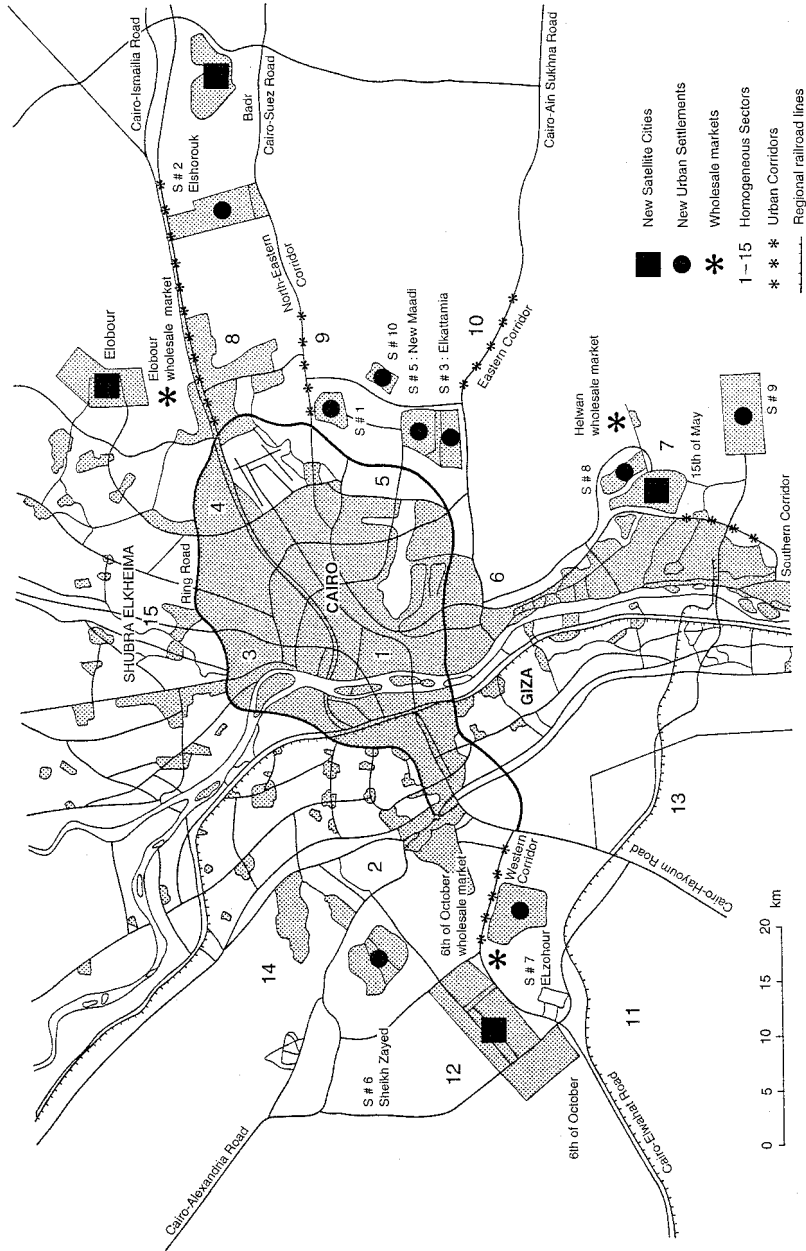 Cairo-Alexandria Road
14
S # 6
Sheikh Zayed
12
6th of October
Cairo-Elwahat Road
11
S # 7
ELzohour
6th of October
wholesale market
Western
Corridor
2
13
Cairo-Hayoum Road
SHUBRA ELKHEIMA
15
Ring Road
3
4
CAIRO
1
5
6
GIZA
Elobour
Elobour
wholesale market
8
North-Eastern
Corridor
9
S # 1
S # 10
S # 5 : New Maadi
S # 3 : Elkattamia
10
Eastern Corridor
S # 2
Elshorouk
Cairo-Ismailia Road
Badr
Cairo-Suez Road
Cairo-Ain Sukhna Road
Helwan
wholesale market
S # 8
7
15th of May
S # 9
Southern Corridor
0 5 10 15 20
km
New Satellite Cities
New Urban Settlements
Wholesale markets
1–15 Homogeneous Sectors
Urban Corridors
Regional railroad lines